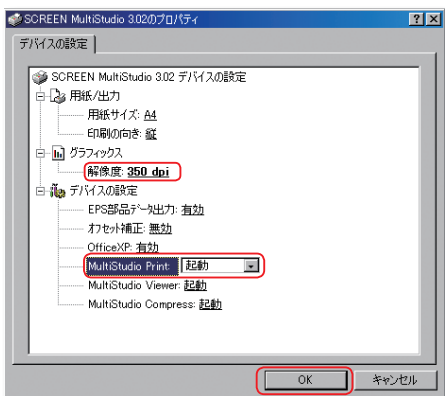 SCREEN MultiStudio 3.02のプロパティ
デバイスの設定
SCREEN MultiStudio 3.02 デバイスの設定
用紙/出力
用紙サイズ: A4
印刷の向き: 縦
グラフィックス
解像度: 350 dpi
デバイスの設定
EPS部品データ出力: 有効
オフセット補正: 無効
OfficeXP: 有効
MultiStudio Print: 起動
MultiStudio Viewer: 起動
MultiStudio Compress: 起動
OK
キャンセル